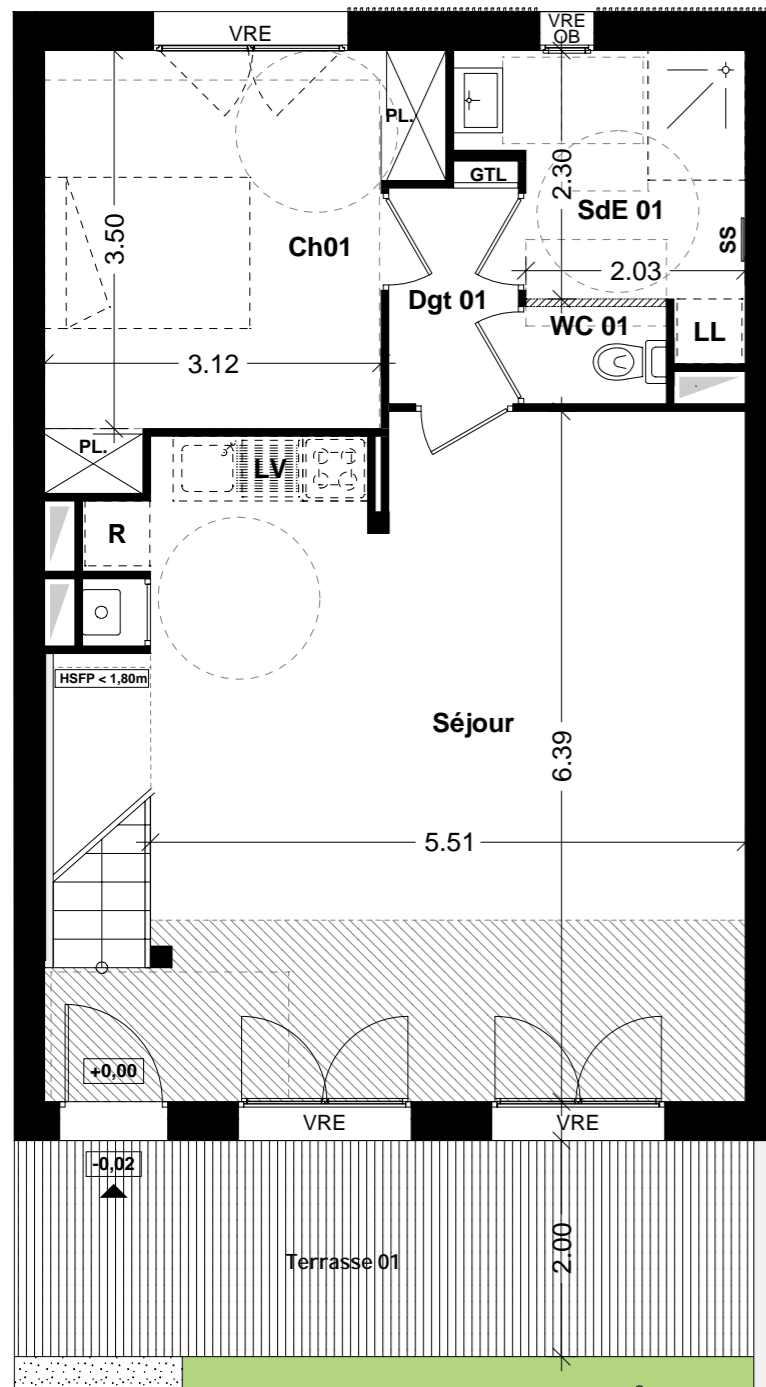 VRE
VRE
OB
PL.
GTL
2.30
SdE 01
SS
3.50
Ch01
2.03
Dgt 01
WC 01
LL
3.12
PL.
LV
R
HSFP < 1,80m
Séjour
6.39
5.51
+0,00
VRE
VRE
-0,02
Terrasse 01
2.00